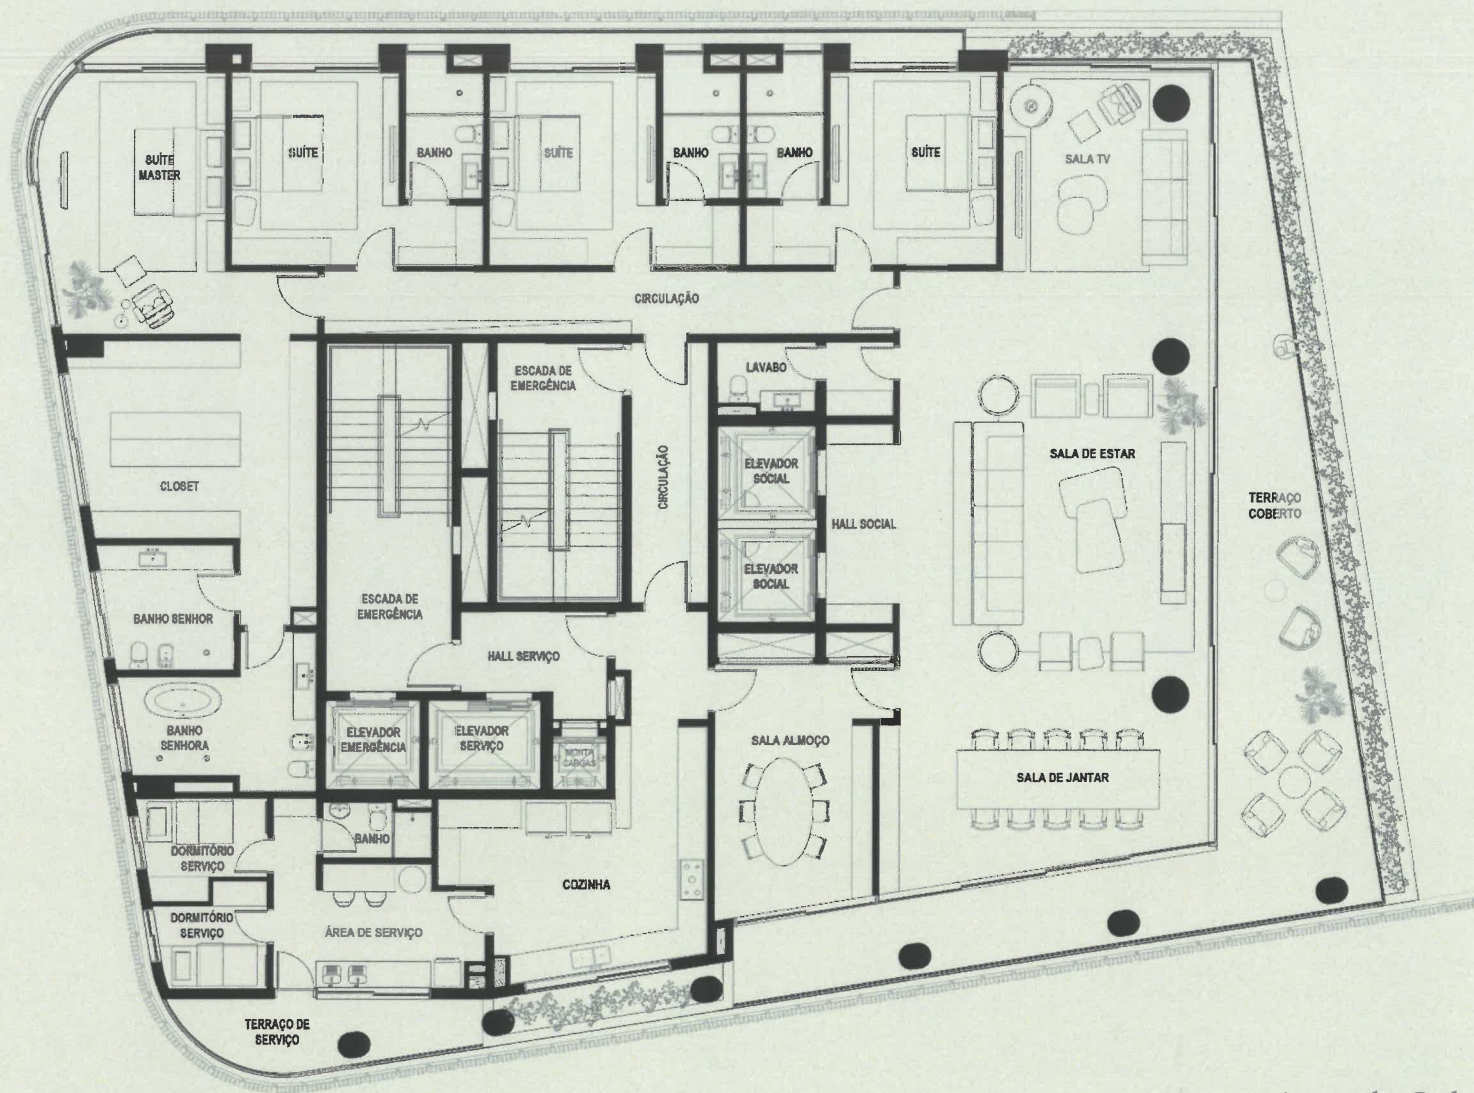 SUÍTE
MASTER
SUÍTE
BANHO
SUÍTE
BANHO
BANHO
SUÍTE
SALA TV
CIRCULAÇÃO
ESCADA DE
EMERGÊNCIA
LAVABO
CLOSET
CIRCULAÇÃO
ELEVADOR
SOCIAL
SALA DE ESTAR
HALL SOCIAL
TERRAÇO
COBERTO
ELEVADOR
SOCIAL
ESCADA DE
EMERGÊNCIA
BANHO SENHOR
HALL SERVIÇO
BANHO
SENHORA
ELEVADOR
EMERGÊNCIA
ELEVADOR
SERVIÇO
MONTA
CARGAS
SALA ALMOÇO
SALA DE JANTAR
DORMITÓRIO
SERVIÇO
BANHO
COZINHA
DORMITÓRIO
SERVIÇO
ÁREA DE SERVIÇO
TERRAÇO DE
SERVIÇO